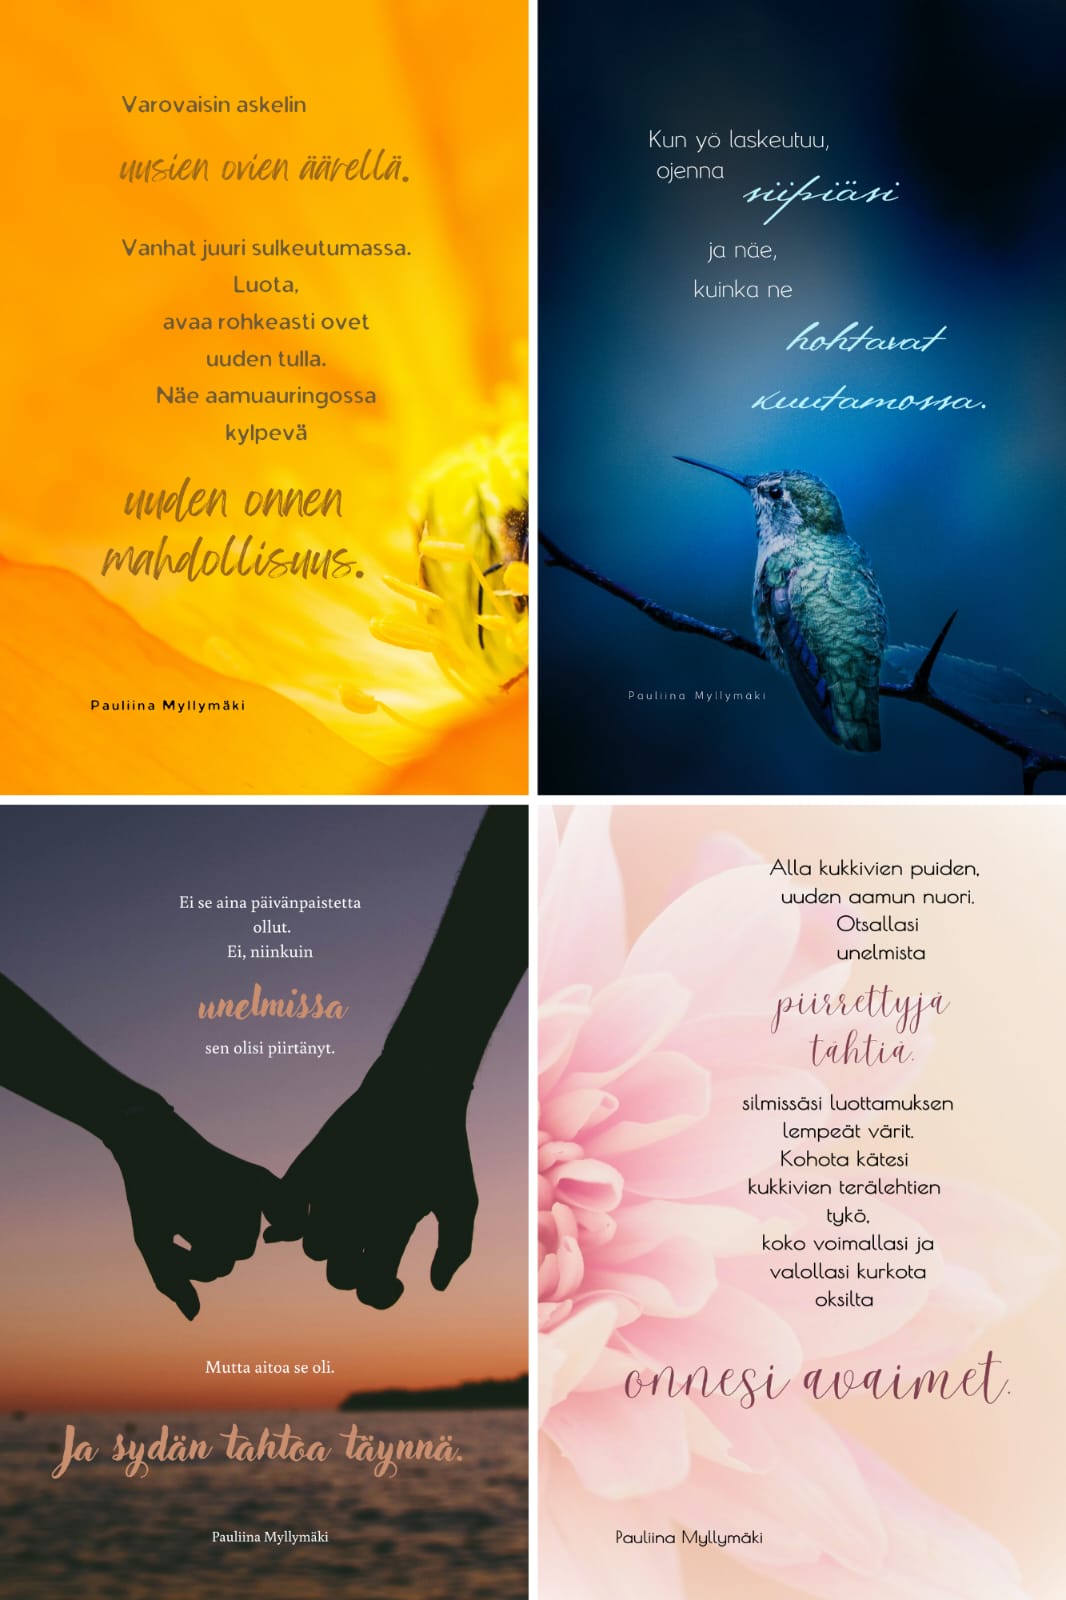 Varovaisin askelin
uusien ovien äärellä.
Vanhat juuri sulkeutumassa.
Luota,
avaa rohkeasti ovet
uuden tulla.
Näe aamuauringossa
kylpevä
uuden onnen
mahdollisuus.
Pauliina Myllymäki
Kun yö laskeutuu,
ojenna siipiäsi
ja näe,
kuinka ne
hohtavat
kuutamossa.
Pauliina Myllymäki
Ei se aina päivänpaistetta
ollut.
Ei, niinkuin
unelmissa
sen olisi piirtänyt.
Mutta aitoa se oli.
Ja sydän tahtoa täynnä.
Pauliina Myllymäki
Alla kukkivien puiden,
uuden aamun nuori.
Otsallasi
unelmista
piirrettyjä
tähtiä.
silmissäsi luottamuksen
lempeät värit.
Kohota kätesi
kukkivien terälehtien
tykö,
koko voimallasi ja
valollasi kurkota
oksilta
onnesi avaimet.
Pauliina Myllymäki